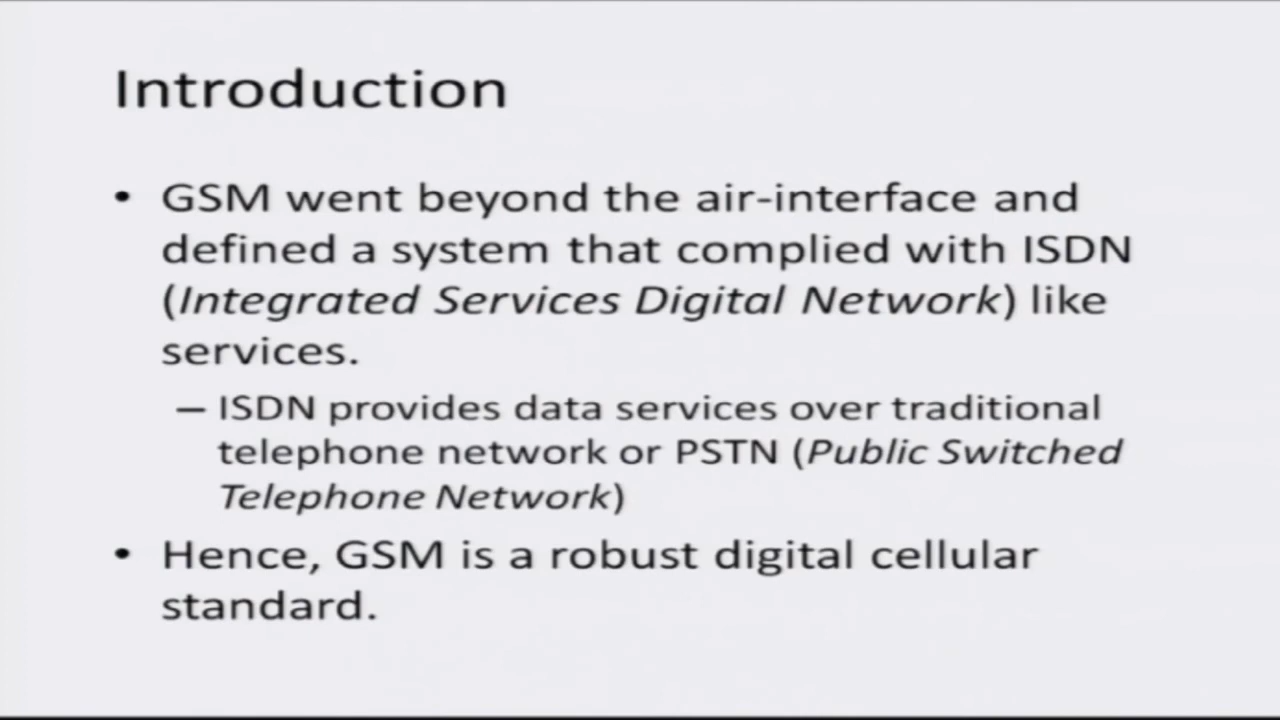 Introduction
• GSM went beyond the air-interface and
defined a system that complied with ISDN
(Integrated Services Digital Network) like
services.
– ISDN provides data services over traditional
telephone network or PSTN (Public Switched
Telephone Network)
• Hence, GSM is a robust digital cellular
standard.